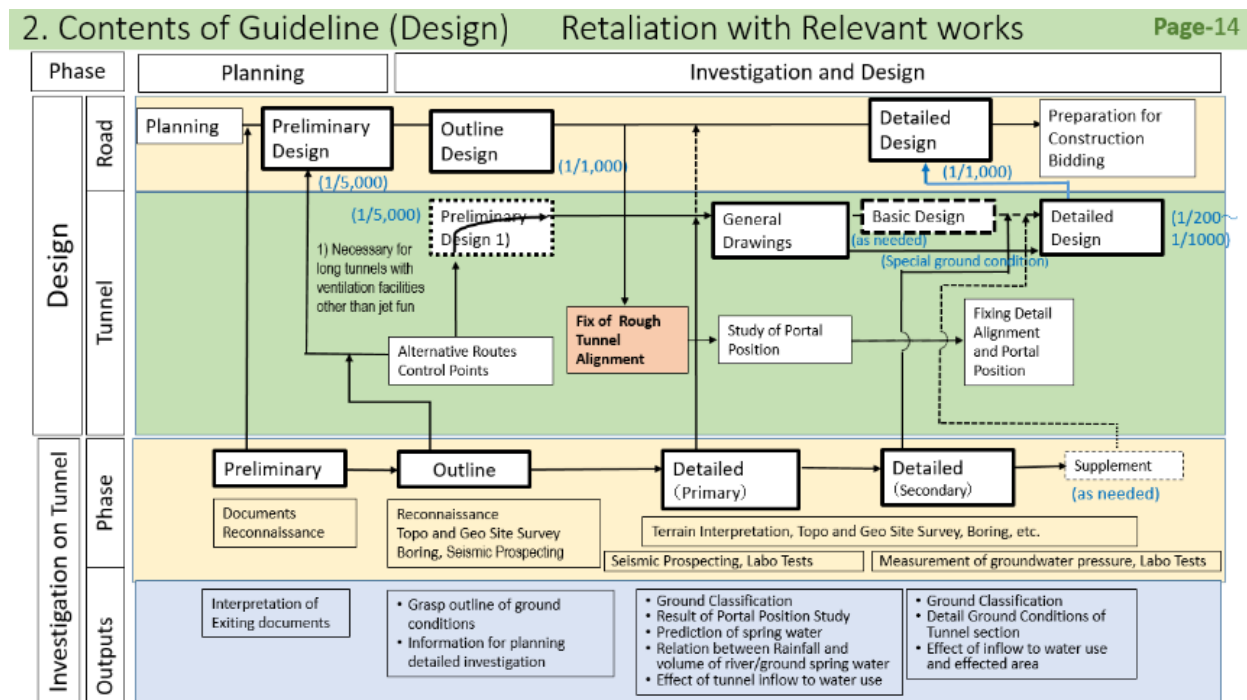 2. Contents of Guideline (Design) Retaliation with Relevant works Page-14
Phase
Planning
Investigation and Design
Design
Road
Planning
Preliminary
Design
(1/5,000)
Outline
Design
(1/1,000)
Detailed
Design
(1/1,000)
Preparation for
Construction
Bidding
Tunnel
(1/5,000)
Preliminary
Design 1)
1) Necessary for
long tunnels with
ventilation facilities
other than jet fun
General
Drawings
Basic Design
(as needed)
(Special ground condition)
Detailed
Design
(1/200～
1/1000)
Alternative Routes
Control Points
Fix of Rough
Tunnel
Alignment
Study of Portal
Position
Fixing Detail
Alignment
and Portal
Position
Investigation on Tunnel
Phase
Preliminary
Outline
Detailed
(Primary)
Detailed
(Secondary)
Supplement
(as needed)
Documents
Reconnaissance
Reconnaissance
Topo and Geo Site Survey
Boring, Seismic Prospecting
Terrain Interpretation, Topo and Geo Site Survey, Boring, etc.
Seismic Prospecting, Labo Tests
Measurement of groundwater pressure, Labo Tests
Outputs
Interpretation of
Exiting documents
• Grasp outline of ground
conditions
• Information for planning
detailed investigation
• Ground Classification
• Result of Portal Position Study
• Prediction of spring water
• Relation between Rainfall and
volume of river/ground spring water
• Effect of tunnel inflow to water use
• Ground Classification
• Detail Ground Conditions of
Tunnel section
• Effect of inflow to water use
and effected area